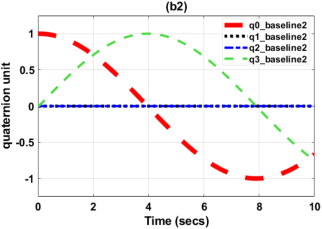 (b2)
q0_baseline2
q1_baseline2
q2_baseline2
q3_baseline2
quaternion unit
1
0.5
0
-0.5
-1
0 2 4 6 8 10
Time (secs)